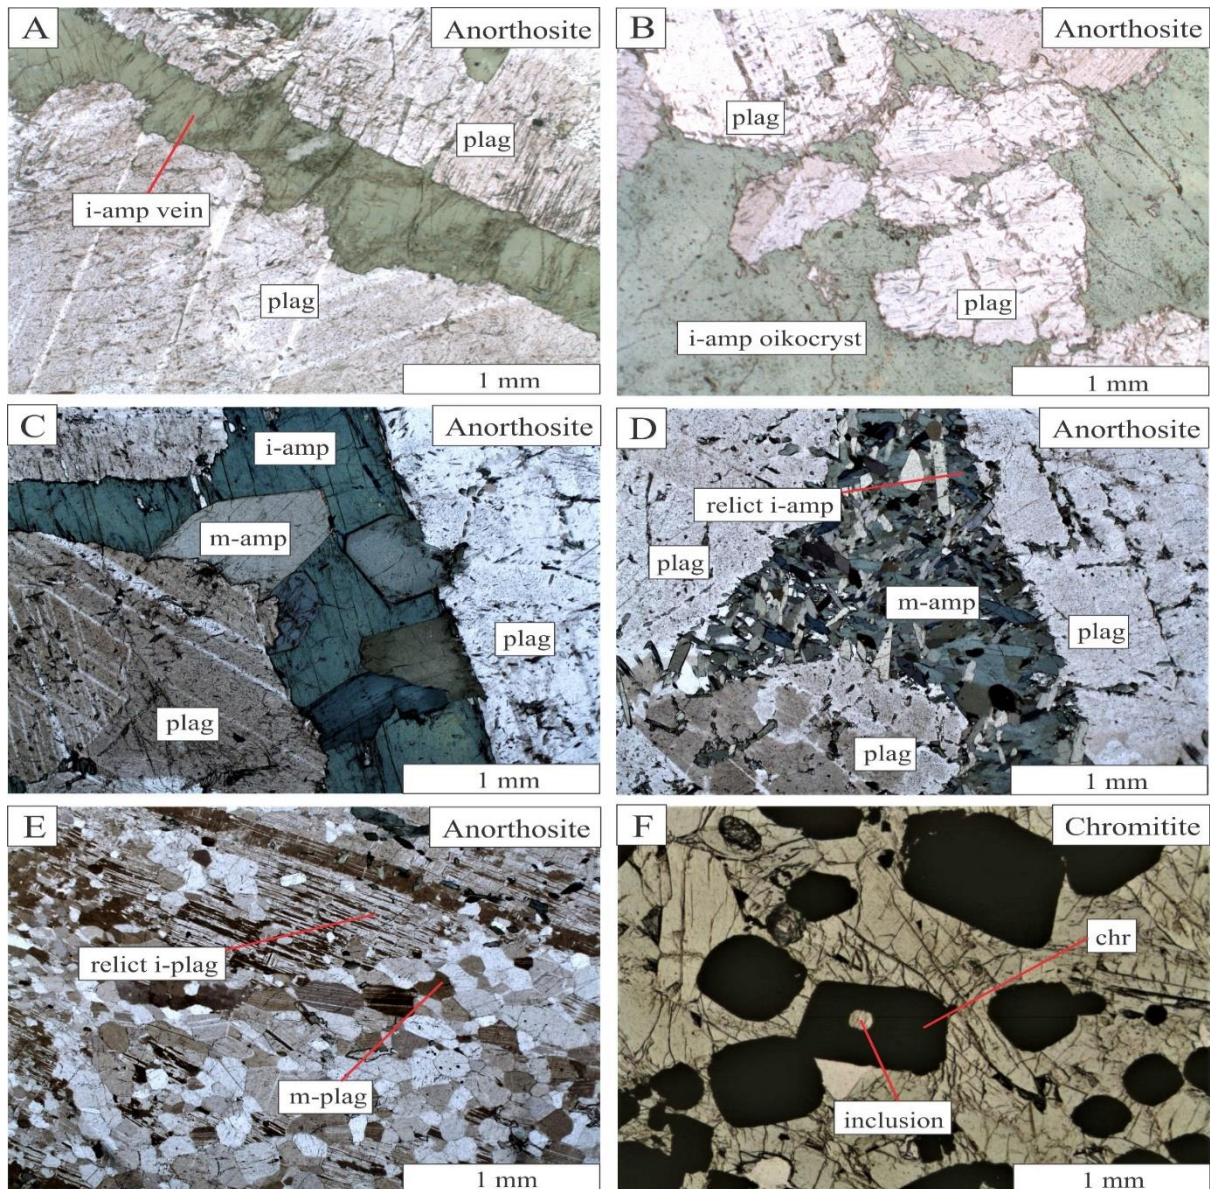 A
Anorthosite
plag
i-amp vein
plag
1 mm
B
Anorthosite
plag
plag
i-amp oikocryst
1 mm
C
Anorthosite
i-amp
m-amp
plag
plag
1 mm
D
Anorthosite
relict i-amp
plag
m-amp
plag
plag
1 mm
E
Anorthosite
relict i-plag
m-plag
1 mm
F
Chromitite
chr
inclusion
1 mm